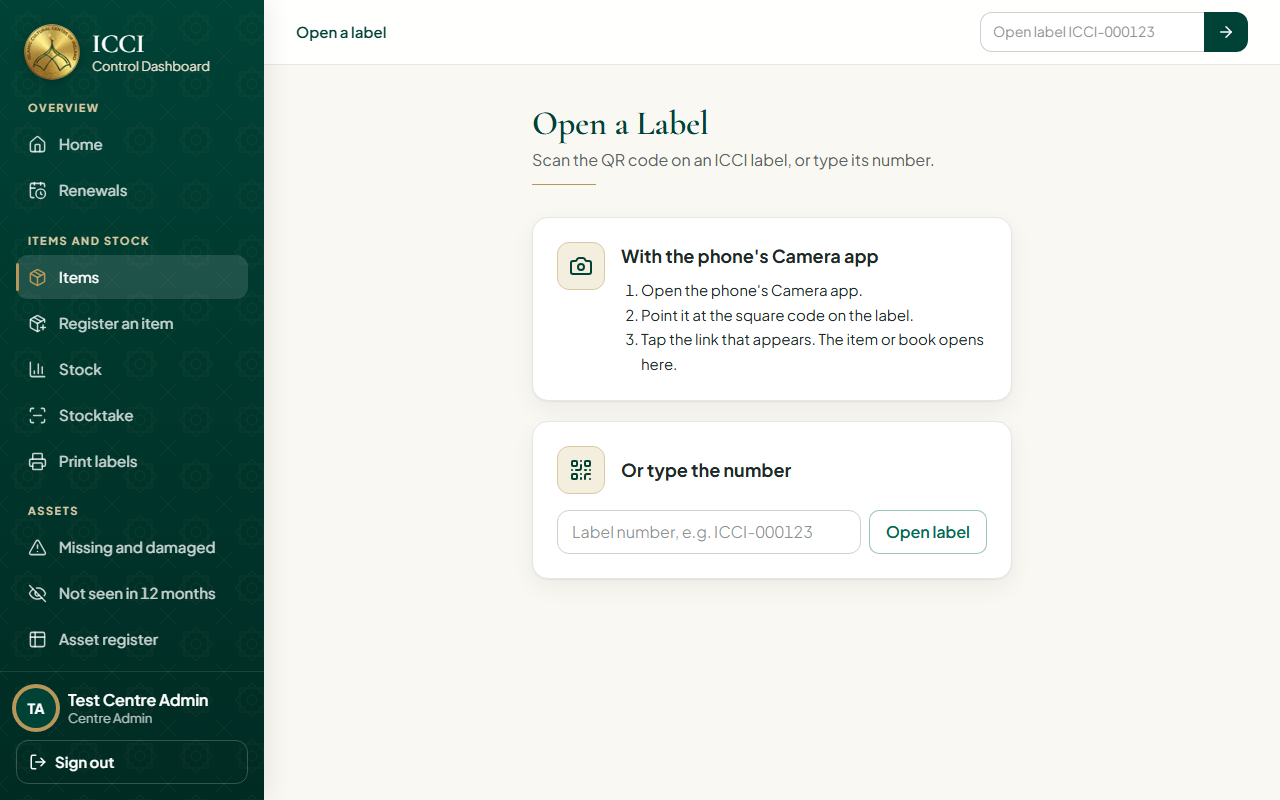 ICCI
Control Dashboard
OVERVIEW
Home
Renewals
ITEMS AND STOCK
Items
Register an item
Stock
Stocktake
Print labels
ASSETS
Missing and damaged
Not seen in 12 months
Asset register
TA
Test Centre Admin
Centre Admin
Sign out
Open a label
Open label ICCI-000123
Open a Label
Scan the QR code on an ICCI label, or type its number.
With the phone's Camera app
1. Open the phone's Camera app.
2. Point it at the square code on the label.
3. Tap the link that appears. The item or book opens
here.
Or type the number
Label number, e.g. ICCI-000123
Open label